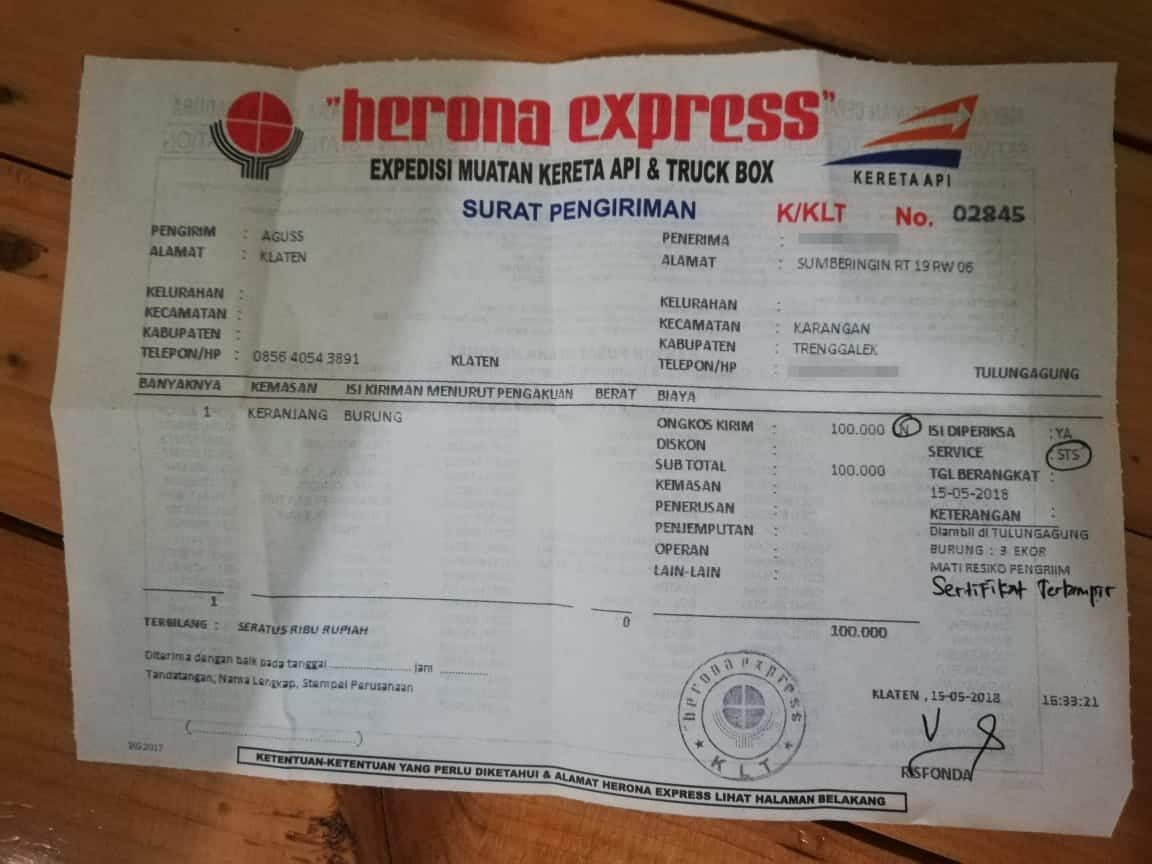 "herona express"
EXPEDISI MUATAN KERETA API & TRUCK BOX
KERETA API
SURAT PENGIRIMAN K/KLT No. 02845
PENGIRIM : AGUSS
ALAMAT : KLATEN
KELURAHAN :
KECAMATAN :
KABUPATEN :
TELEPON/HP : 0856 4054 3891 KLATEN
PENERIMA :
ALAMAT : SUMBERINGIN RT 19 RW 06
KELURAHAN :
KECAMATAN : KARANGAN
KABUPATEN : TRENGGALEK
TELEPON/HP :
TULUNGAGUNG
BANYAKNYA KEMASAN ISI KIRIMAN MENURUT PENGAKUAN BERAT BIAYA
1 KERANJANG BURUNG
ONGKOS KIRIM : 100.000 N
DISKON :
SUB TOTAL : 100.000
KEMASAN :
PENERUSAN :
PENJEMPUTAN :
OPERAN :
LAIN-LAIN :
ISI DIPERIKSA : YA
SERVICE : STS
TGL BERANGKAT :
15-05-2018
KETERANGAN :
Diambil di TULUNGAGUNG
BURUNG : 3 EKOR
MATI RESIKO PENGRIIM
Sertifikat Terlampir
1 0 100.000
TERBILANG : SERATUS RIBU RUPIAH
Diterima dengan baik pada tanggal ........................ jam ..............
Tandatangan, Nama Lengkap, Stempel Perusahaan
(.......................................)
"herona express"
KLT
KLATEN , 15-05-2018 16:33:21
RISFONDA
KETENTUAN-KETENTUAN YANG PERLU DIKETAHUI & ALAMAT HERONA EXPRESS LIHAT HALAMAN BELAKANG